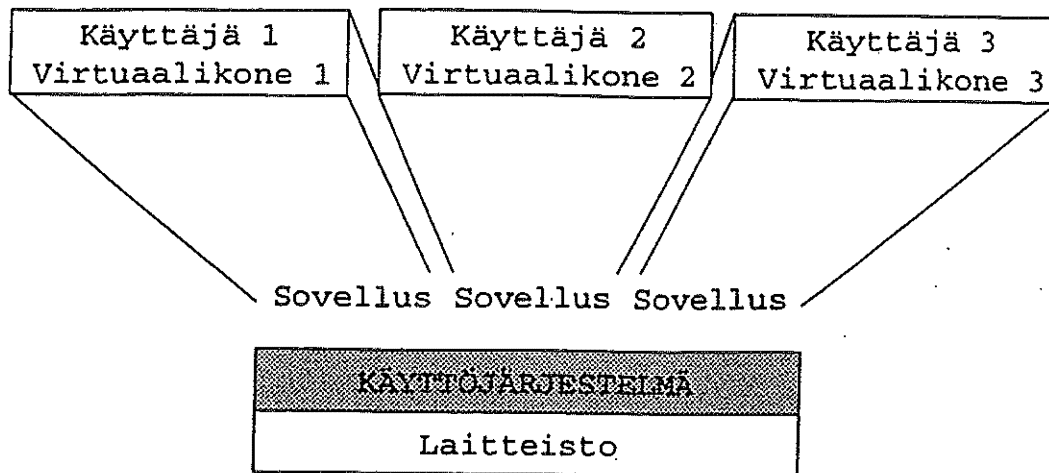 Käyttäjä 1
Virtuaalikone 1
Käyttäjä 2
Virtuaalikone 2
Käyttäjä 3
Virtuaalikone 3
Sovellus Sovellus Sovellus
KÄYTTÖJÄRJESTELMÄ
Laitteisto